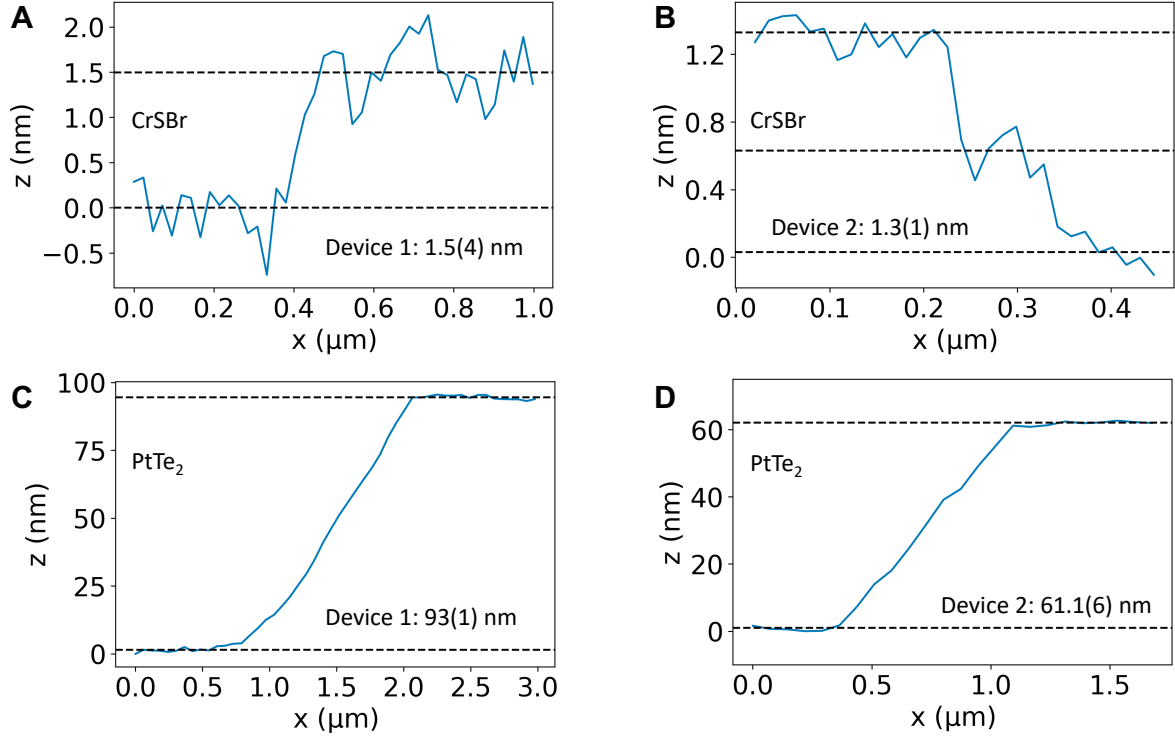 A
z (nm)
2.0
1.5
1.0
0.5
0.0
−0.5
CrSBr
Device 1: 1.5(4) nm
0.0 0.2 0.4 0.6 0.8 1.0
x (μm)
B
z (nm)
1.2
0.6
0.0
CrSBr
Device 2: 1.3(1) nm
0.0 0.1 0.2 0.3 0.4
x (μm)
C
z (nm)
100
75
50
25
0
PtTe₂
Device 1: 93(1) nm
0.0 0.5 1.0 1.5 2.0 2.5 3.0
x (μm)
D
z (nm)
60
40
20
0
PtTe₂
Device 2: 61.1(6) nm
0.0 0.5 1.0 1.5
x (μm)